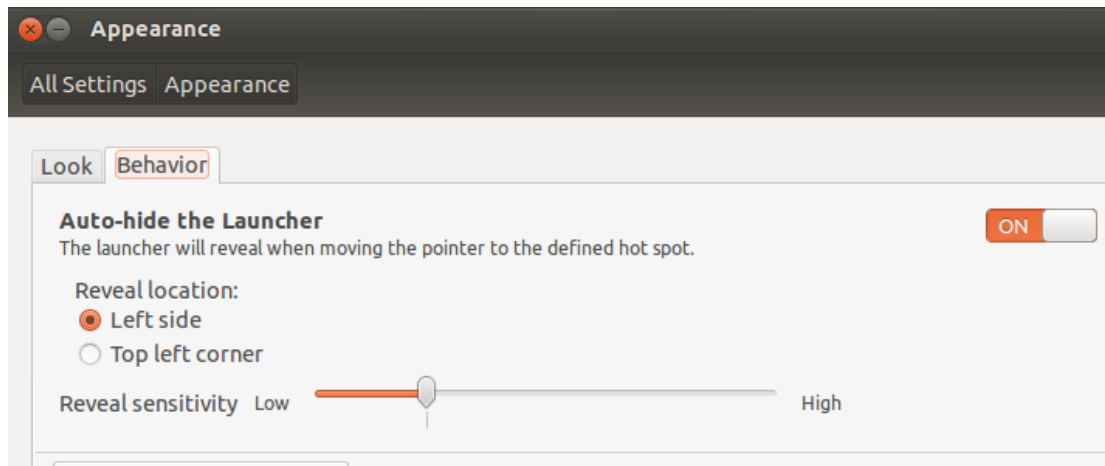 Appearance
All Settings Appearance
Look Behavior
Auto-hide the Launcher
ON
The launcher will reveal when moving the pointer to the defined hot spot.
Reveal location:
Left side
Top left corner
Reveal sensitivity Low High